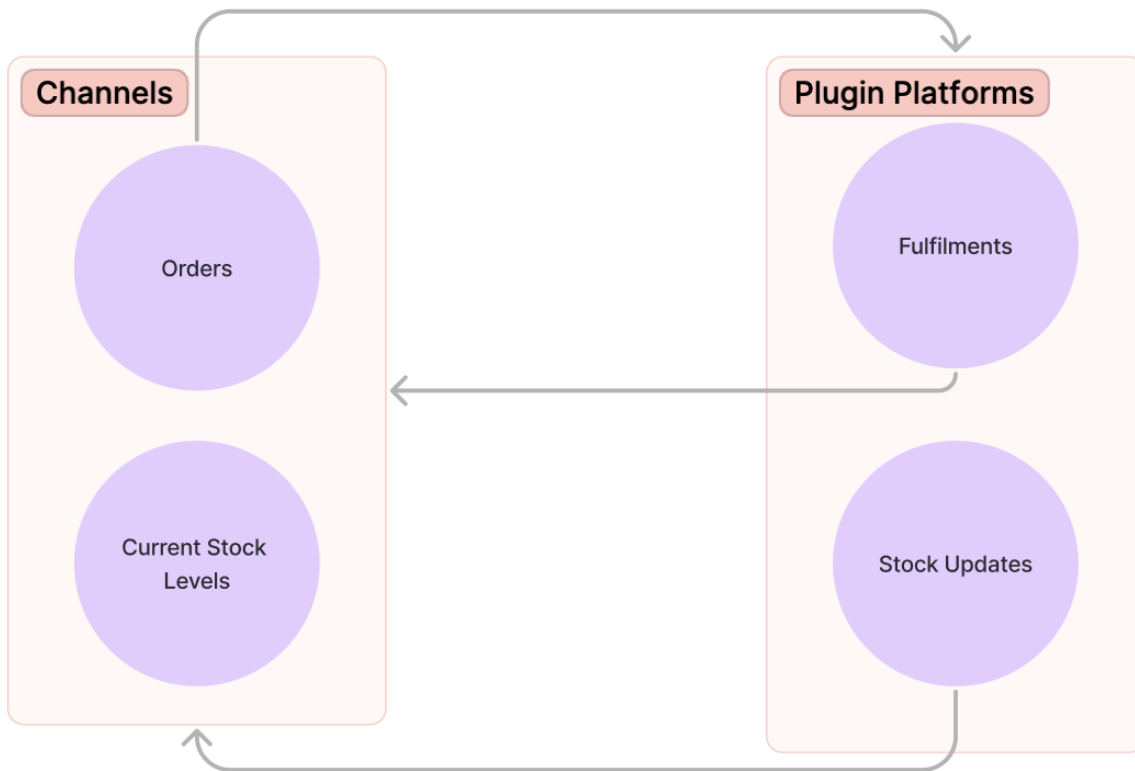 Channels
Orders
Current Stock
Levels
Plugin Platforms
Fulfilments
Stock Updates